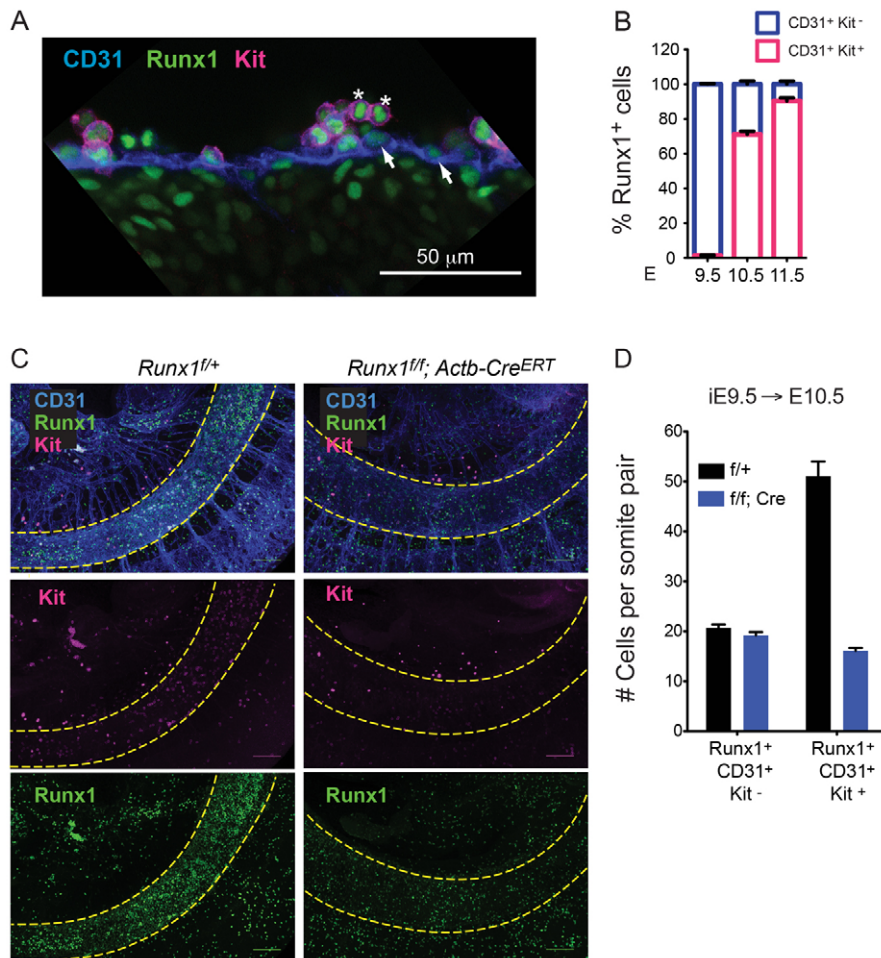 A
CD31 Runx1 Kit
*
*
50 μm
B
CD31+ Kit -
CD31+ Kit+
% Runx1+ cells
120
100
80
60
40
20
0
E 9.5 10.5 11.5
C
Runx1f/+
Runx1f/f; Actb-CreERT
CD31
Runx1
Kit
CD31
Runx1
Kit
Kit
Kit
Runx1
Runx1
D
iE9.5 → E10.5
f/+
f/f; Cre
# Cells per somite pair
60
50
40
30
20
10
0
Runx1+
CD31+
Kit -
Runx1+
CD31+
Kit +